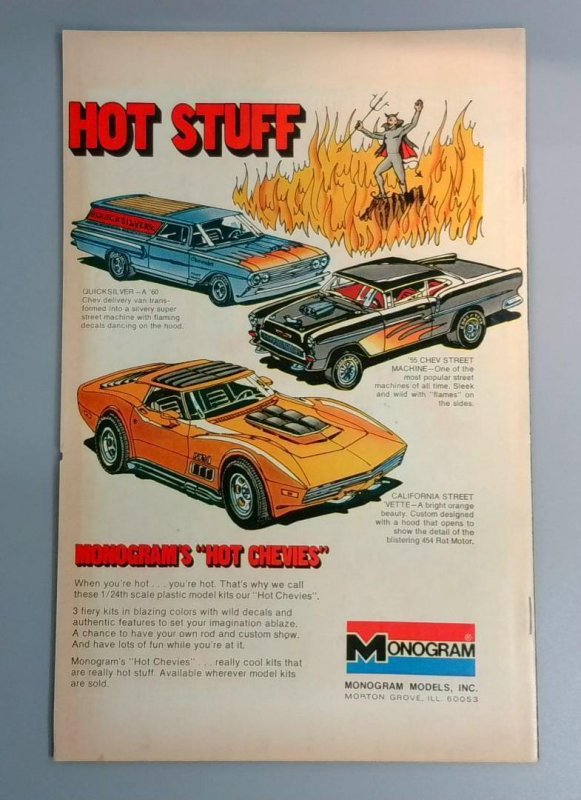 HOT STUFF
QUICKSILVER
QUICKSILVER—A '60
Chev delivery van trans-
formed into a silvery super
street machine with flaming
decals dancing on the hood.
'55 CHEV STREET
MACHINE—One of the
most popular street
machines of all time. Sleek
and wild with "flames" on
the sides.
CALIFORNIA STREET
'VETTE—A bright orange
beauty. Custom designed
with a hood that opens to
show the detail of the
blistering 454 Rat Motor.
MONOGRAM'S "HOT CHEVIES"
When you're hot . . . you're hot. That's why we call
these 1/24th scale plastic model kits our "Hot Chevies".
3 fiery kits in blazing colors with wild decals and
authentic features to set your imagination ablaze.
A chance to have your own rod and custom show.
And have lots of fun while you're at it.
Monogram's "Hot Chevies" . . . really cool kits that
are really hot stuff. Available wherever model kits
are sold.
MONOGRAM®
MONOGRAM MODELS, INC.
MORTON GROVE, ILL. 60053